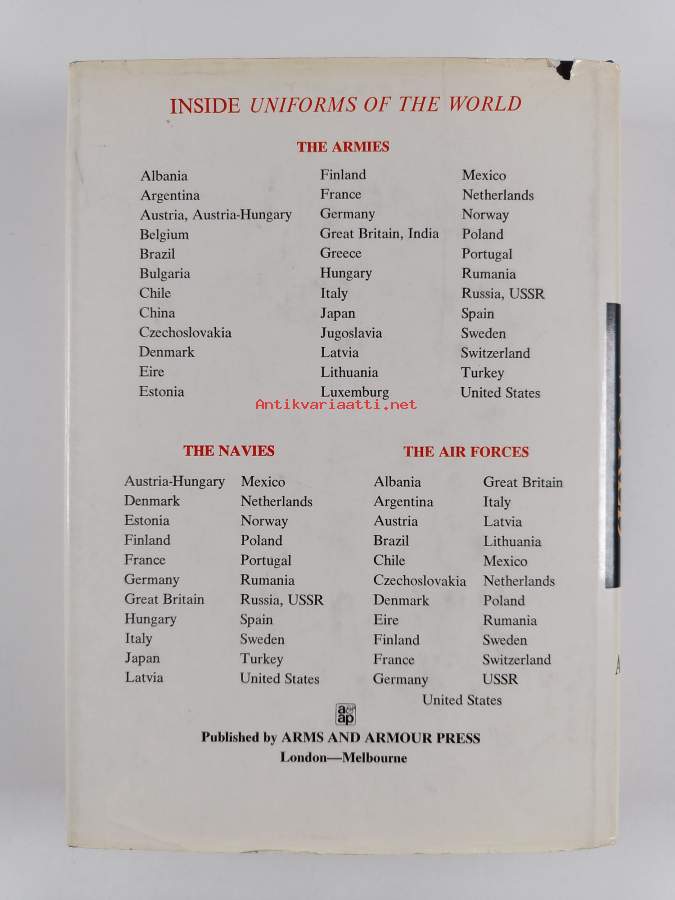 INSIDE UNIFORMS OF THE WORLD
THE ARMIES
Albania
Argentina
Austria, Austria-Hungary
Belgium
Brazil
Bulgaria
Chile
China
Czechoslovakia
Denmark
Eire
Estonia
Finland
France
Germany
Great Britain, India
Greece
Hungary
Italy
Japan
Jugoslavia
Latvia
Lithuania
Luxemburg
Mexico
Netherlands
Norway
Poland
Portugal
Rumania
Russia, USSR
Spain
Sweden
Switzerland
Turkey
United States
Antikvariaatti.net
THE NAVIES
Austria-Hungary
Denmark
Estonia
Finland
France
Germany
Great Britain
Hungary
Italy
Japan
Latvia
Mexico
Netherlands
Norway
Poland
Portugal
Rumania
Russia, USSR
Spain
Sweden
Turkey
United States
THE AIR FORCES
Albania
Argentina
Austria
Brazil
Chile
Czechoslovakia
Denmark
Eire
Finland
France
Germany
Great Britain
Italy
Latvia
Lithuania
Mexico
Netherlands
Poland
Rumania
Sweden
Switzerland
USSR
United States
Published by ARMS AND ARMOUR PRESS
London—Melbourne